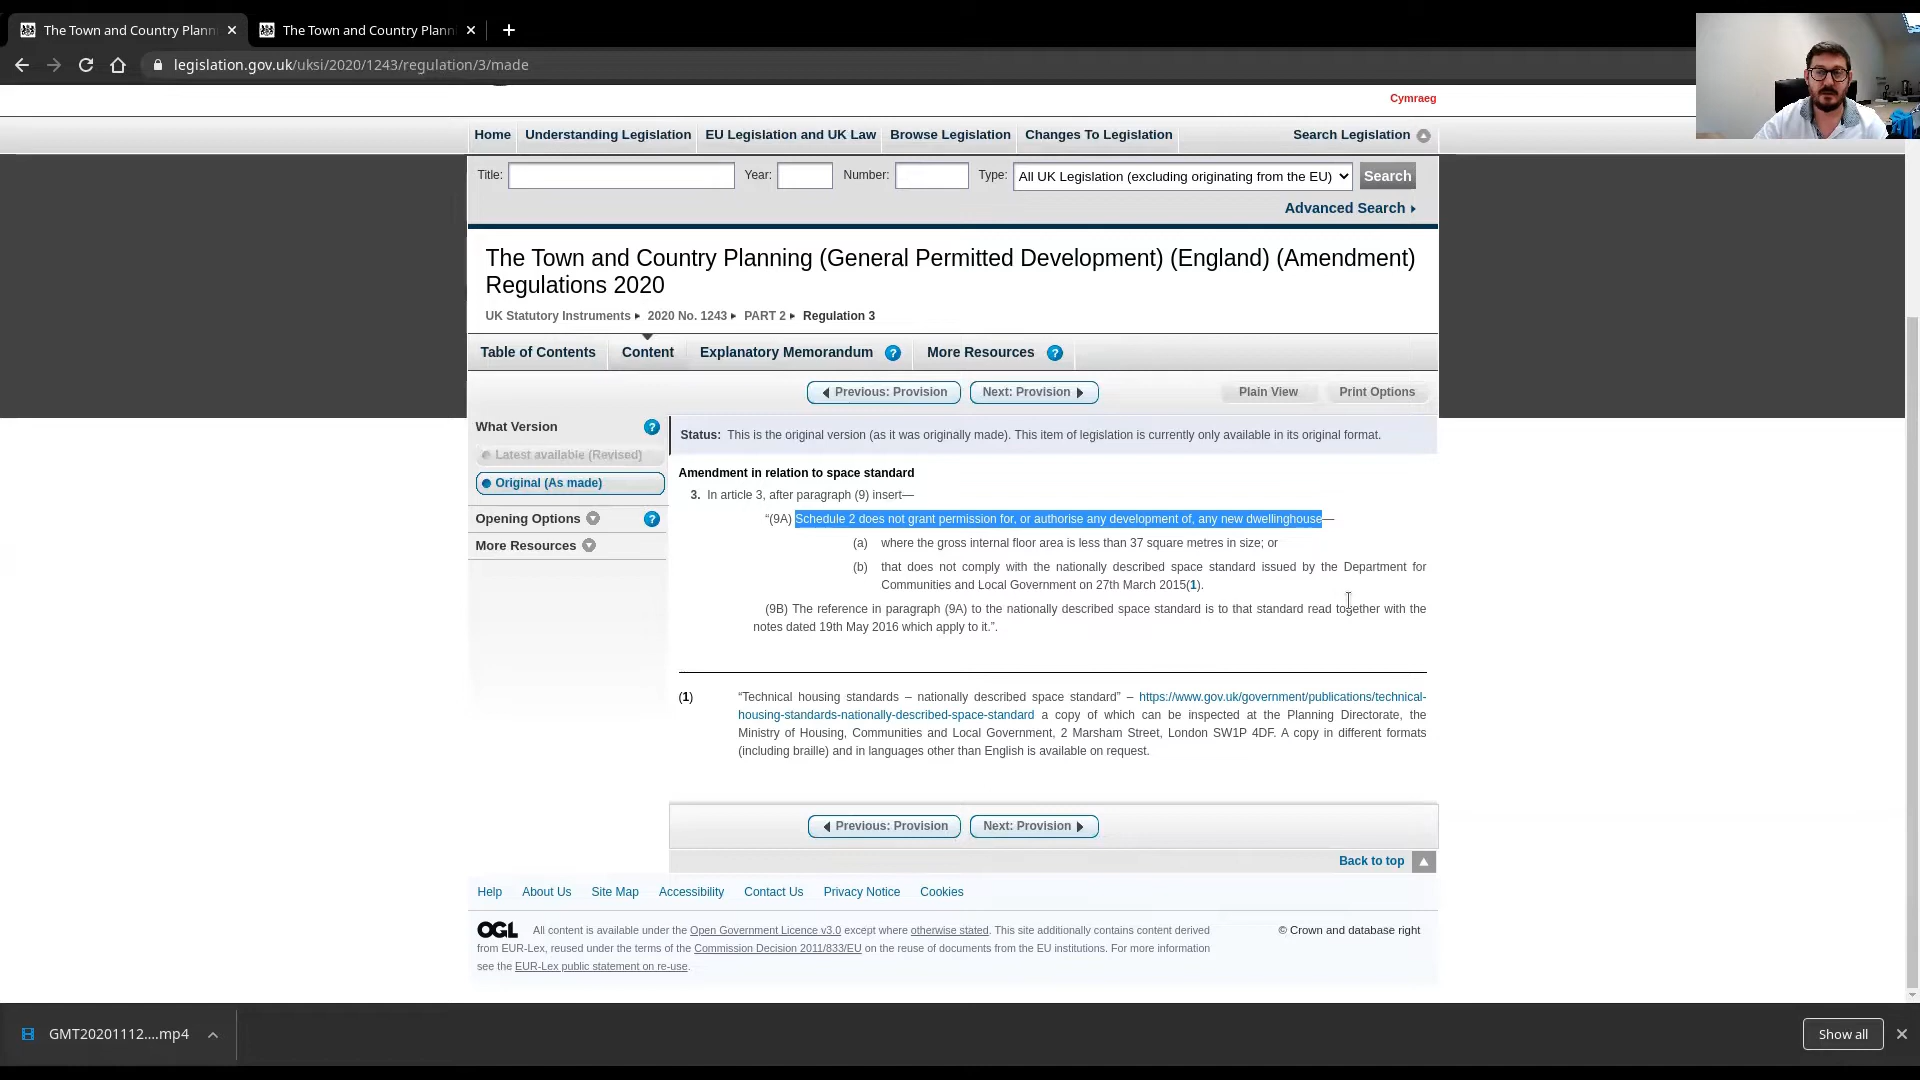 The Town and Country Plann
The Town and Country Plann
legislation.gov.uk/uksi/2020/1243/regulation/3/made
Cymraeg
Home Understanding Legislation EU Legislation and UK Law Browse Legislation Changes To Legislation Search Legislation
Title: Year: Number: Type: All UK Legislation (excluding originating from the EU) Search
Advanced Search
The Town and Country Planning (General Permitted Development) (England) (Amendment)
Regulations 2020
UK Statutory Instruments 2020 No. 1243 PART 2 Regulation 3
Table of Contents Content Explanatory Memorandum ? More Resources ?
Previous: Provision Next: Provision Plain View Print Options
What Version ?
Latest available (Revised)
Original (As made)
Opening Options ?
More Resources
Status: This is the original version (as it was originally made). This item of legislation is currently only available in its original format.
Amendment in relation to space standard
3. In article 3, after paragraph (9) insert—
“(9A) Schedule 2 does not grant permission for, or authorise any development of, any new dwellinghouse—
(a) where the gross internal floor area is less than 37 square metres in size; or
(b) that does not comply with the nationally described space standard issued by the Department for
Communities and Local Government on 27th March 2015(1).
(9B) The reference in paragraph (9A) to the nationally described space standard is to that standard read together with the
notes dated 19th May 2016 which apply to it.”.
(1) “Technical housing standards – nationally described space standard” – https://www.gov.uk/government/publications/technical-
housing-standards-nationally-described-space-standard a copy of which can be inspected at the Planning Directorate, the
Ministry of Housing, Communities and Local Government, 2 Marsham Street, London SW1P 4DF. A copy in different formats
(including braille) and in languages other than English is available on request.
Previous: Provision Next: Provision
Back to top
Help About Us Site Map Accessibility Contact Us Privacy Notice Cookies
OGL All content is available under the Open Government Licence v3.0 except where otherwise stated. This site additionally contains content derived
from EUR-Lex, reused under the terms of the Commission Decision 2011/833/EU on the reuse of documents from the EU institutions. For more information
see the EUR-Lex public statement on re-use.
© Crown and database right
GMT20201112....mp4
Show all